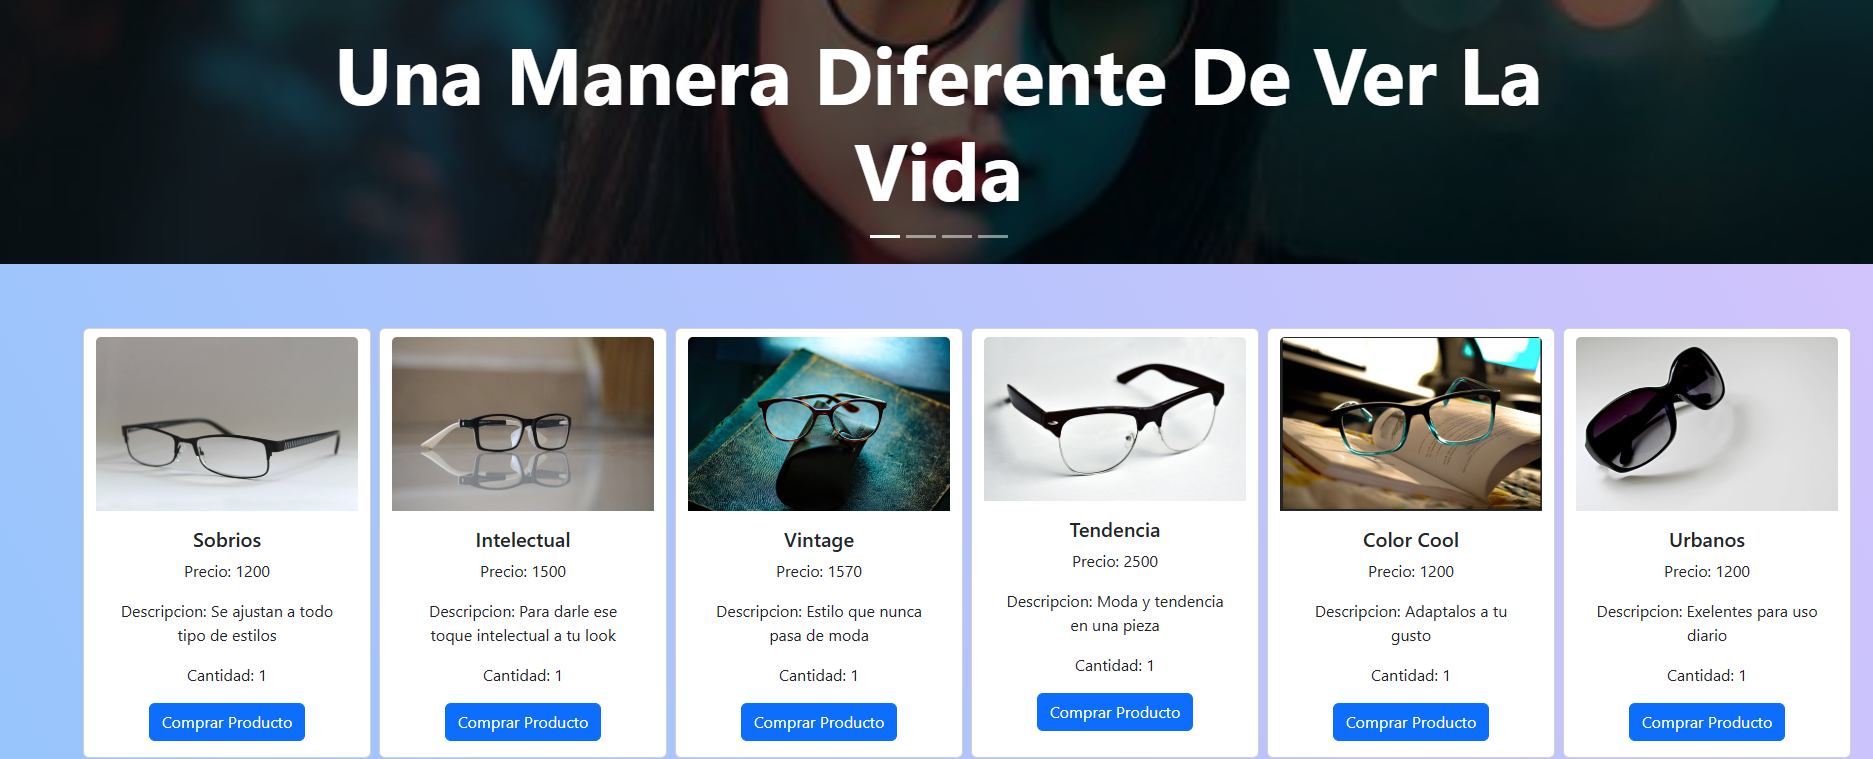 Una Manera Diferente De Ver La
Vida
Sobrios
Precio: 1200
Descripcion: Se ajustan a todo
tipo de estilos
Cantidad: 1
Comprar Producto
Intelectual
Precio: 1500
Descripcion: Para darle ese
toque intelectual a tu look
Cantidad: 1
Comprar Producto
Vintage
Precio: 1570
Descripcion: Estilo que nunca
pasa de moda
Cantidad: 1
Comprar Producto
Tendencia
Precio: 2500
Descripcion: Moda y tendencia
en una pieza
Cantidad: 1
Comprar Producto
Color Cool
Precio: 1200
Descripcion: Adaptalos a tu
gusto
Cantidad: 1
Comprar Producto
Urbanos
Precio: 1200
Descripcion: Exelentes para uso
diario
Cantidad: 1
Comprar Producto